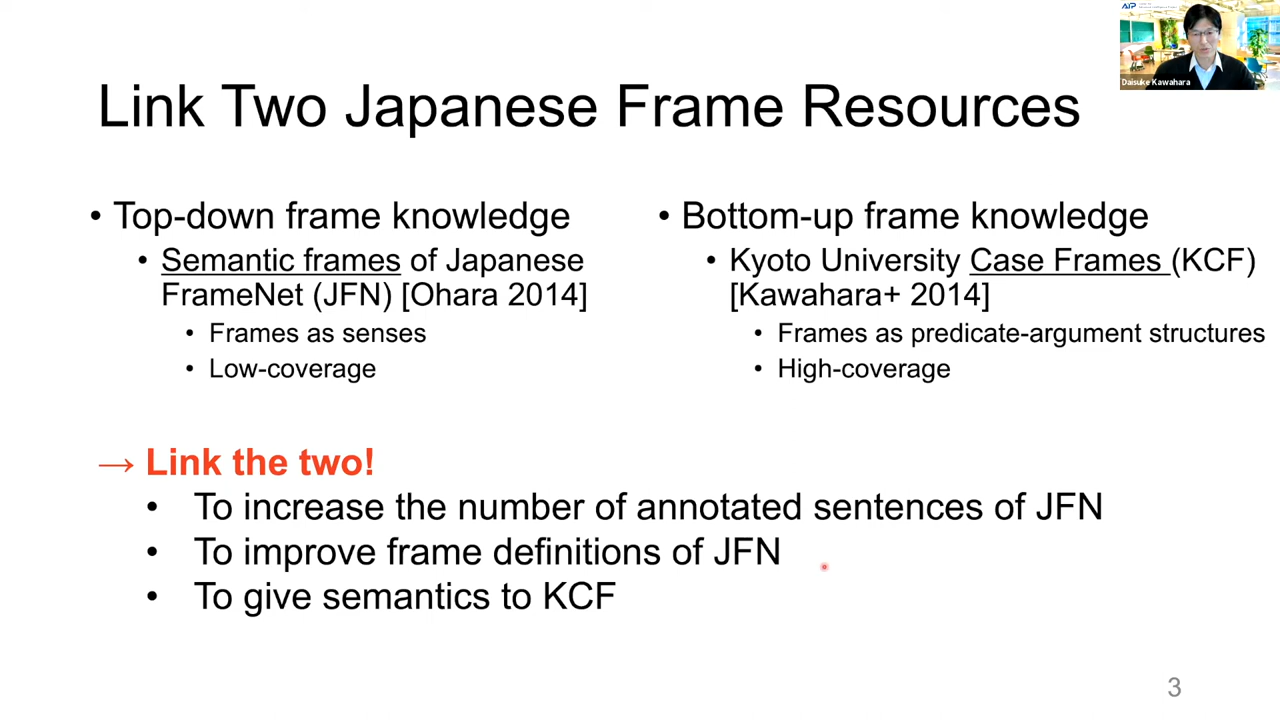 AIP
Daisuke Kawahara
Link Two Japanese Frame Resources
• Top-down frame knowledge
• Semantic frames of Japanese
FrameNet (JFN) [Ohara 2014]
• Frames as senses
• Low-coverage
• Bottom-up frame knowledge
• Kyoto University Case Frames (KCF)
[Kawahara+ 2014]
• Frames as predicate-argument structures
• High-coverage
→ Link the two!
• To increase the number of annotated sentences of JFN
• To improve frame definitions of JFN
• To give semantics to KCF
3